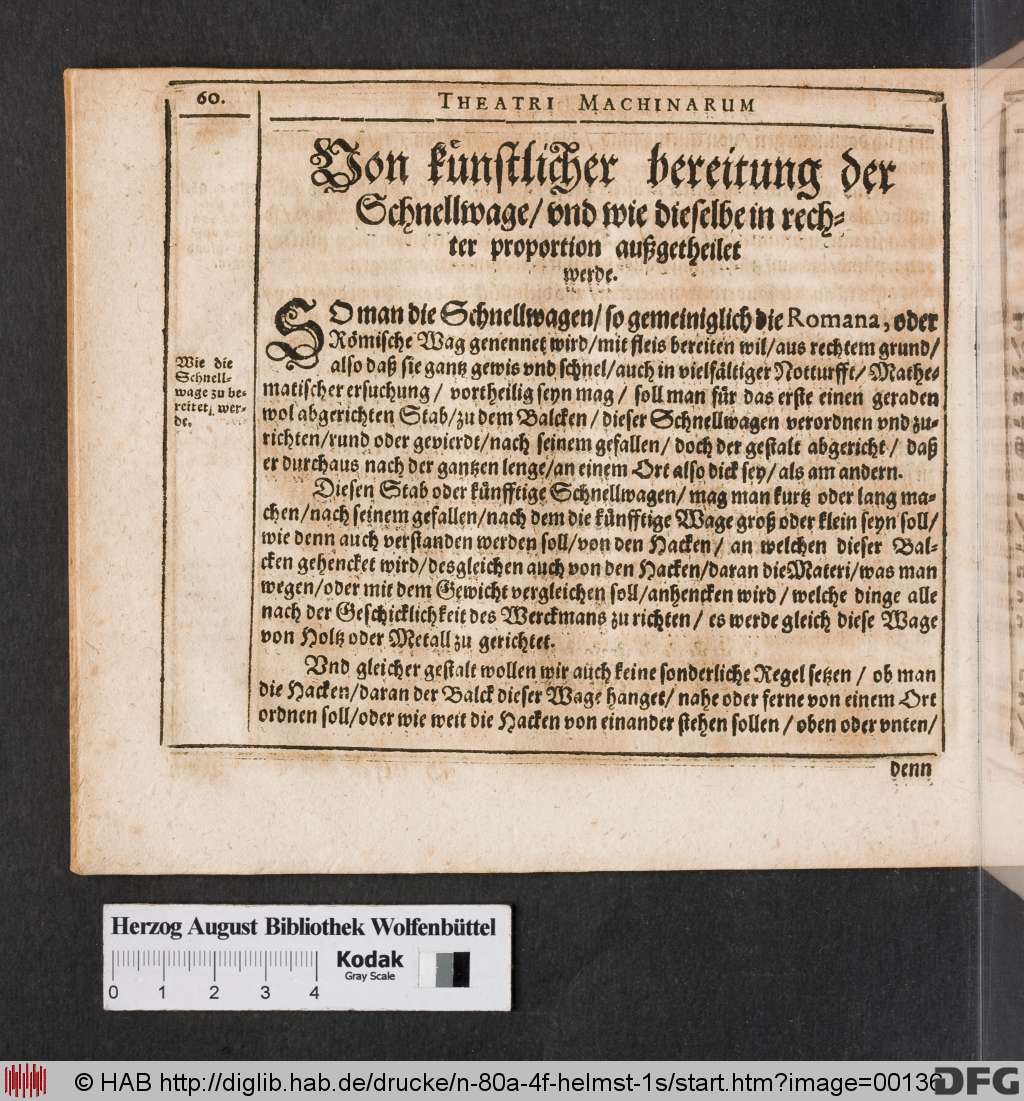 60.
THEATRI MACHINARUM
Von künstlicher bereitung der
Schnellwage/ vnd wie dieselbe in rech-
ter proportion außgetheilet
werde.
Wie die
Schnell-
wage zu be-
reitet, wer-
de.
SO man die Schnellwagen/ so gemeiniglich die Romana, oder
Römische Wag genennet wird/ mit fleis bereiten wil/ aus rechtem grund/
also daß sie gantz gewis vnd schnel/ auch in vielfältiger Notturfft/ Mathe-
matischer ersuchung/ vortheilig seyn mag/ soll man für das erste einen geraden
wol abgerichten Stab/ zu dem Balcken/ dieser Schnellwagen verordnen vnd zu-
richten/ rund oder gevierdt/ nach seinem gefallen/ doch der gestalt abgericht/ daß
er durchaus nach der gantzen lenge/ an einem Ort also dick sey/ als am andern.
Diesen Stab oder künfftige Schnellwagen/ mag man kurtz oder lang ma-
chen/ nach seinem gefallen/ nach dem die künfftige Wage groß oder klein seyn soll/
wie denn auch verstanden werden soll/ von den Hacken/ an welchen dieser Bal-
cken gehencket wird/ desgleichen auch von den Hacken/ daran die Materi/ was man
wegen/ oder mit dem Gewicht vergleichen soll/ anhencken wird/ welche dinge alle
nach der Geschicklichkeit des Werckmans zu richten/ es werde gleich diese Wage
von Holtz oder Metall zu gerichtet.
Vnd gleicher gestalt wollen wir auch keine sonderliche Regel setzen/ ob man
die Hacken/ daran der Balck dieser Wage hanget/ nahe oder ferne von einem Ort
ordnen soll/ oder wie weit die Hacken von einander stehen sollen/ oben oder vnten/
denn
Herzog August Bibliothek Wolfenbüttel
Kodak
Gray Scale
0 1 2 3 4
© HAB http://diglib.hab.de/drucke/n-80a-4f-helmst-1s/start.htm?image=00136
DFG